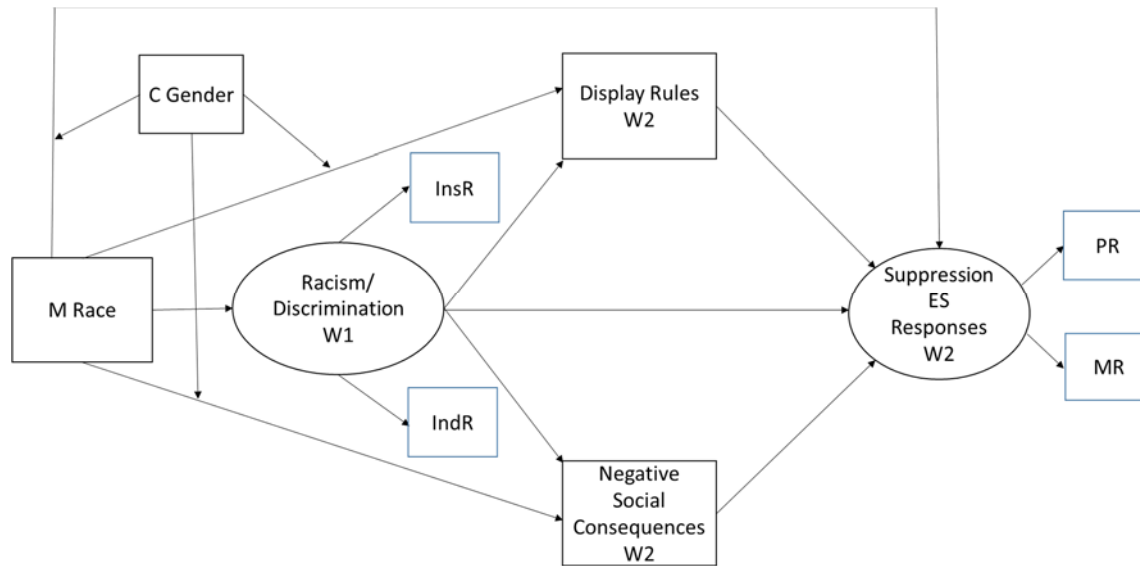 C Gender
Display Rules
W2
InsR
M Race
Racism/
Discrimination
W1
Suppression
ES
Responses
W2
PR
MR
IndR
Negative
Social
Consequences
W2